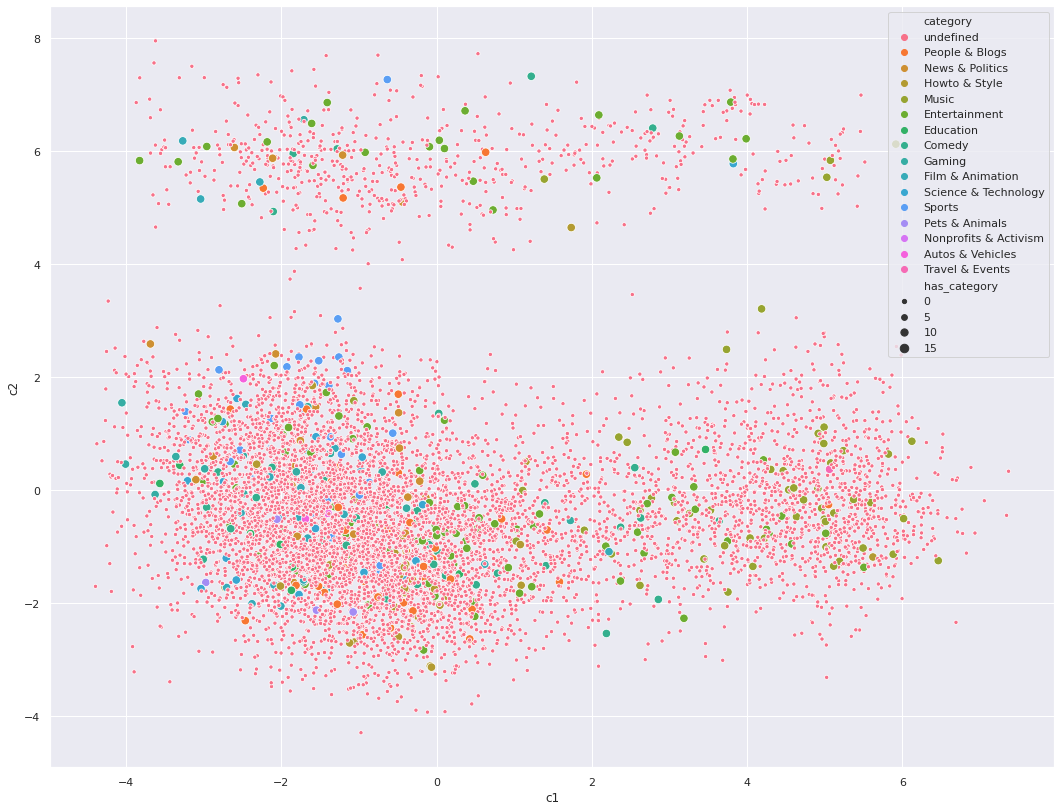 category
undefined
People & Blogs
News & Politics
Howto & Style
Music
Entertainment
Education
Comedy
Gaming
Film & Animation
Science & Technology
Sports
Pets & Animals
Nonprofits & Activism
Autos & Vehicles
Travel & Events
has_category
0
5
10
15
8
6
4
2
0
−2
−4
c2
−4
−2
0
2
4
6
c1